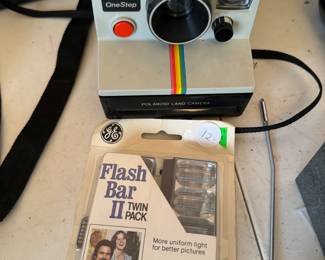 OneStep
POLAROID LAND CAMERA
GE
12
Flash
Bar
II TWIN
PACK
More uniform light
for better pictures